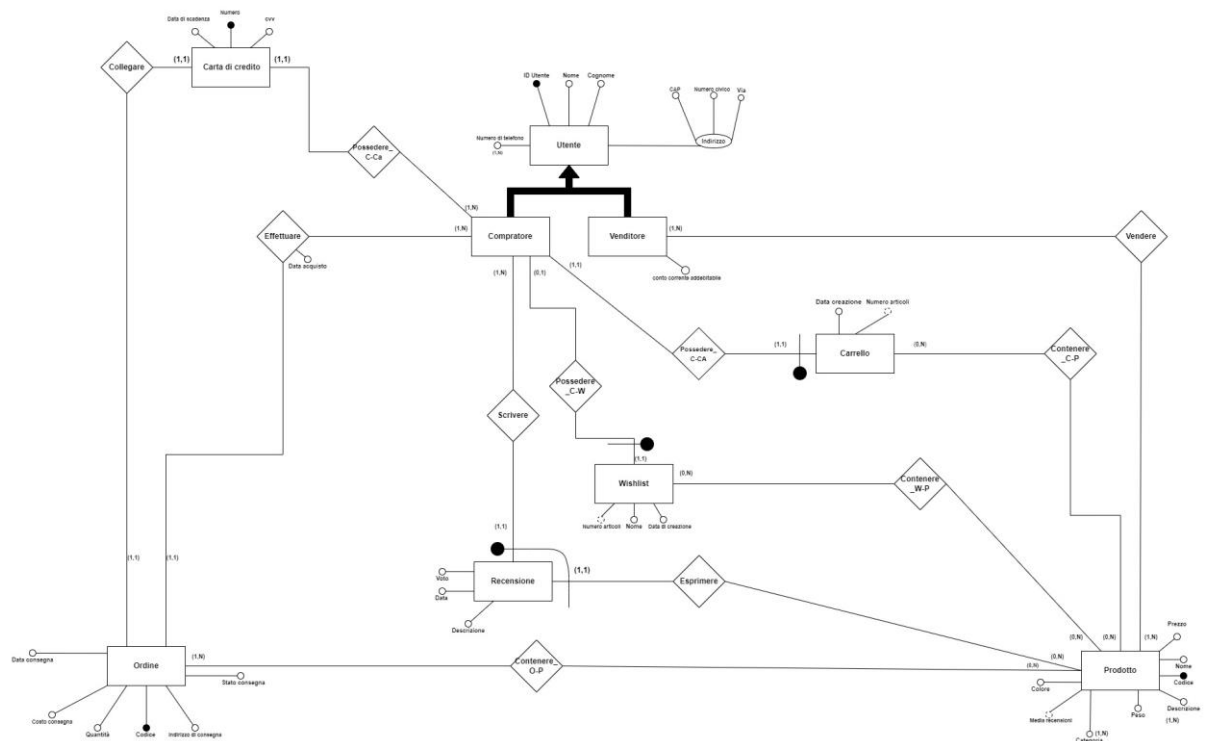 Data di scadenza
Numero
cvv
Collegare
(1,1)
Carta di credito
(1,1)
ID Utente
Nome
Cognome
CAP
Numero civico
Via
Numero di telefono
(1,N)
Utente
Indirizzo
Possedere_
C-Ca
(1,N)
Effettuare
(1,N)
Compratore
Venditore
(1,N)
Vendere
Data acquisto
(1,N)
(0,1)
(1,1)
conto corrente addebitabile
Data creazione
Numero articoli
Possedere_
C-CA
(1,1)
Carrello
(0,N)
Contenere
_C-P
Possedere
_C-W
Scrivere
(1,1)
Wishlist
(0,N)
Contenere
_W-P
Numero articoli
Nome
Data di creazione
(1,1)
(1,1)
(1,1)
(1,1)
Voto
Recensione
Esprimere
Data
Descrizione
Prezzo
(0,N)
(0,N)
(1,N)
Data consegna
Ordine
(1,N)
Contenere_
O-P
(0,N)
(0,N)
Prodotto
Nome
Stato consegna
Codice
Colore
Costo consegna
Quantità
Codice
Indirizzo di consegna
Media recensioni
Peso
Descrizione
(1,N)
Categoria
(1,N)